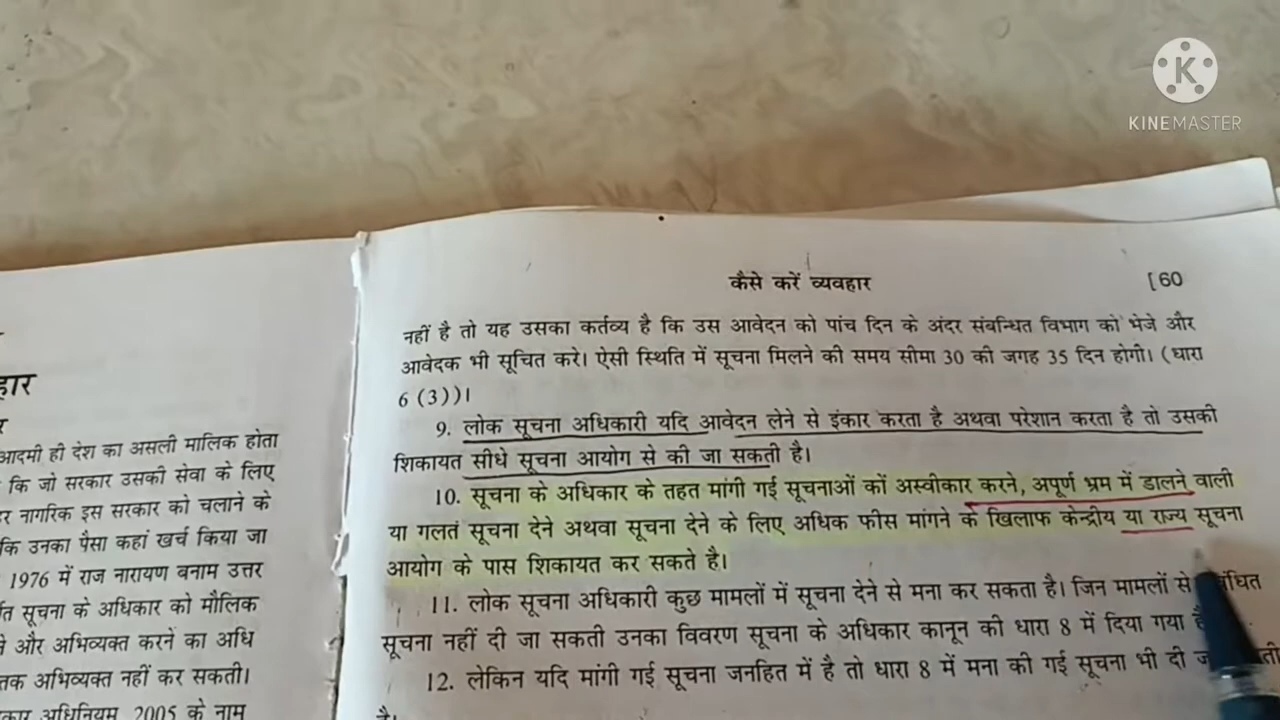 KINEMASTER
हार
आदमी ही देश का असली मालिक होता
कि जो सरकार उसकी सेवा के लिए
नागरिक इस सरकार को चलाने के
कि उनका पैसा कहां खर्च किया जा
1976 में राज नारायण बनाम उत्तर
सूचना के अधिकार को मौलिक
और अभिव्यक्त करने का अधि
तक अभिव्यक्त नहीं कर सकती।
अधिनियम 2005 के नाम
कैसे करें व्यवहार [60
नहीं है तो यह उसका कर्तव्य है कि उस आवेदन को पांच दिन के अंदर संबन्धित विभाग को भेजे और
आवेदक भी सूचित करे। ऐसी स्थिति में सूचना मिलने की समय सीमा 30 की जगह 35 दिन होगी। (धारा
6 (3))।
9. लोक सूचना अधिकारी यदि आवेदन लेने से इंकार करता है अथवा परेशान करता है तो उसकी
शिकायत सीधे सूचना आयोग से की जा सकती है।
10. सूचना के अधिकार के तहत मांगी गई सूचनाओं कों अस्वीकार करने, अपूर्ण भ्रम में डालने वाली
या गलत सूचना देने अथवा सूचना देने के लिए अधिक फीस मांगने के खिलाफ केन्द्रीय या राज्य सूचना
आयोग के पास शिकायत कर सकते है।
11. लोक सूचना अधिकारी कुछ मामलों में सूचना देने से मना कर सकता है। जिन मामलों से
सूचना नहीं दी जा सकती उनका विवरण सूचना के अधिकार कानून की धारा 8 में दिया गया
12. लेकिन यदि मांगी गई सूचना जनहित में है तो धारा 8 में मना की गई सूचना भी दी